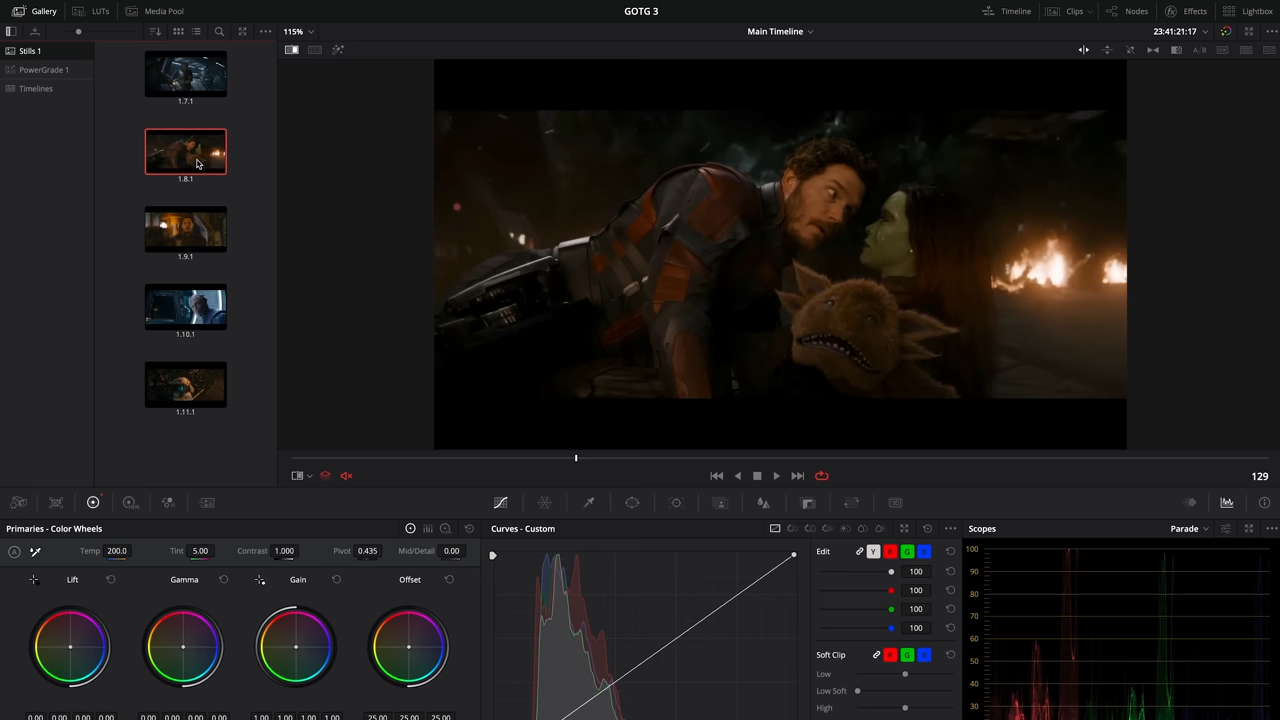 Gallery LUTs Media Pool GOTG 3 Timeline Clips Nodes Effects Lightbox
115% Main Timeline 23:41:21:17
Stills 1
PowerGrade 1
Timelines
1.7.1
1.8.1
1.9.1
1.10.1
1.11.1
A/B
129
Primaries - Color Wheels
Temp 200.0 Tint 5.00 Contrast 1.000 Pivot 0.435 Mid/Detail 0.00
Lift Gamma Gain Offset
0.00 0.00 0.00 0.00 0.00 0.00 0.00 0.00 1.00 1.00 1.00 1.00 25.00 25.00 25.00
Curves - Custom
Edit Y R G B
100
100
100
100
Soft Clip R G B
Low
Low Soft
High
Scopes Parade
100
90
80
70
60
50
40
30